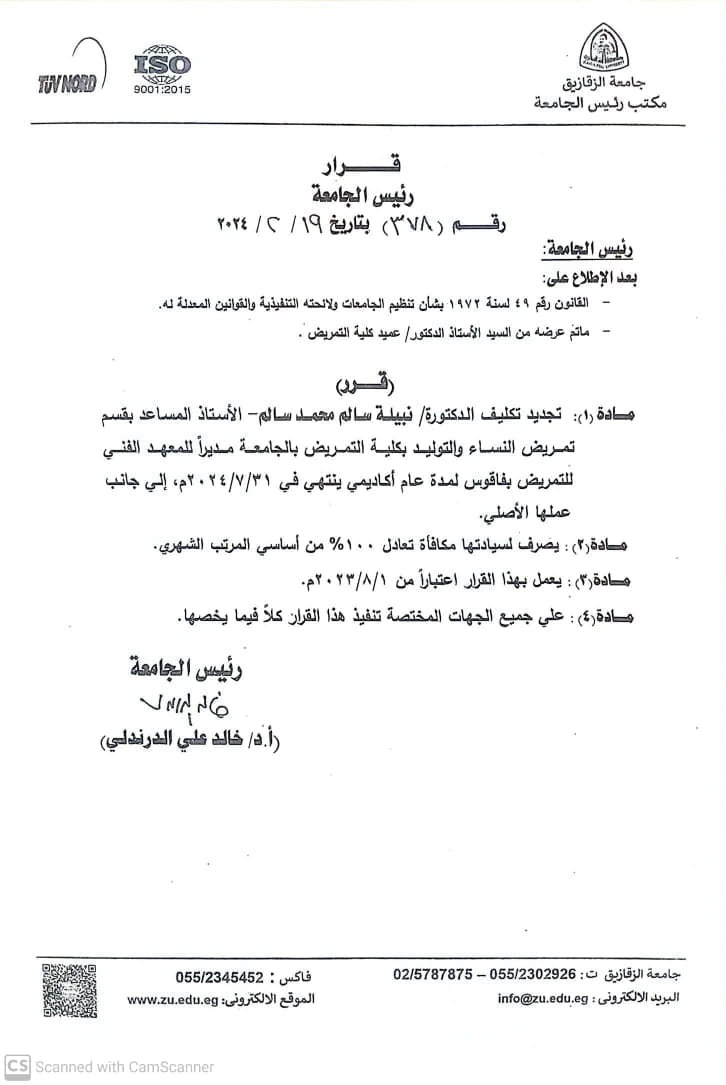 TÜV NORD
ISO
9001:2015
جامعة الزقازيق
مكتب رئيس الجامعة
قــــرار
رئيس الجامعة
رقـــم (٣٧٨) بتاريخ ١٩/ ٢/ ٢٠٢٤
رئيس الجامعة:
بعد الإطلاع على:
– القانون رقم ٤٩ لسنة ١٩٧٢ بشأن تنظيم الجامعات ولائحته التنفيذية والقوانين المعدلة له.
– ماتم عرضه من السيد الأستاذ الدكتور/ عميد كلية التمريض .
(قــرر)
مــادة (١): تجديد تكليف الدكتورة/ نبيلة سالم محمد سالم– الأستاذ المساعد بقسم
تمريض النساء والتوليد بكلية التمريض بالجامعة مديراً للمعهد الفني
للتمريض بفاقوس لمدة عام أكاديمي ينتهي في ٢٠٢٤/٧/٣١م، إلي جانب
عملها الأصلي.
مــادة(٢): يصرف لسيادتها مكافأة تعادل ١٠٠% من أساسي المرتب الشهري.
مــادة(٣): يعمل بهذا القرار اعتباراً من ٢٠٢٣/٨/١م.
مــادة(٤): علي جميع الجهات المختصة تنفيذ هذا القرار كلاً فيما يخصها.
رئيس الجامعة
(أ.د/ خالد علي الدرندلي)
جامعة الزقازيق ت: 055/2302926 – 02/5787875
فاكس : 055/2345452
البريد الالكترونى : info@zu.edu.eg
الموقع الالكترونى: www.zu.edu.eg
CS Scanned with CamScanner